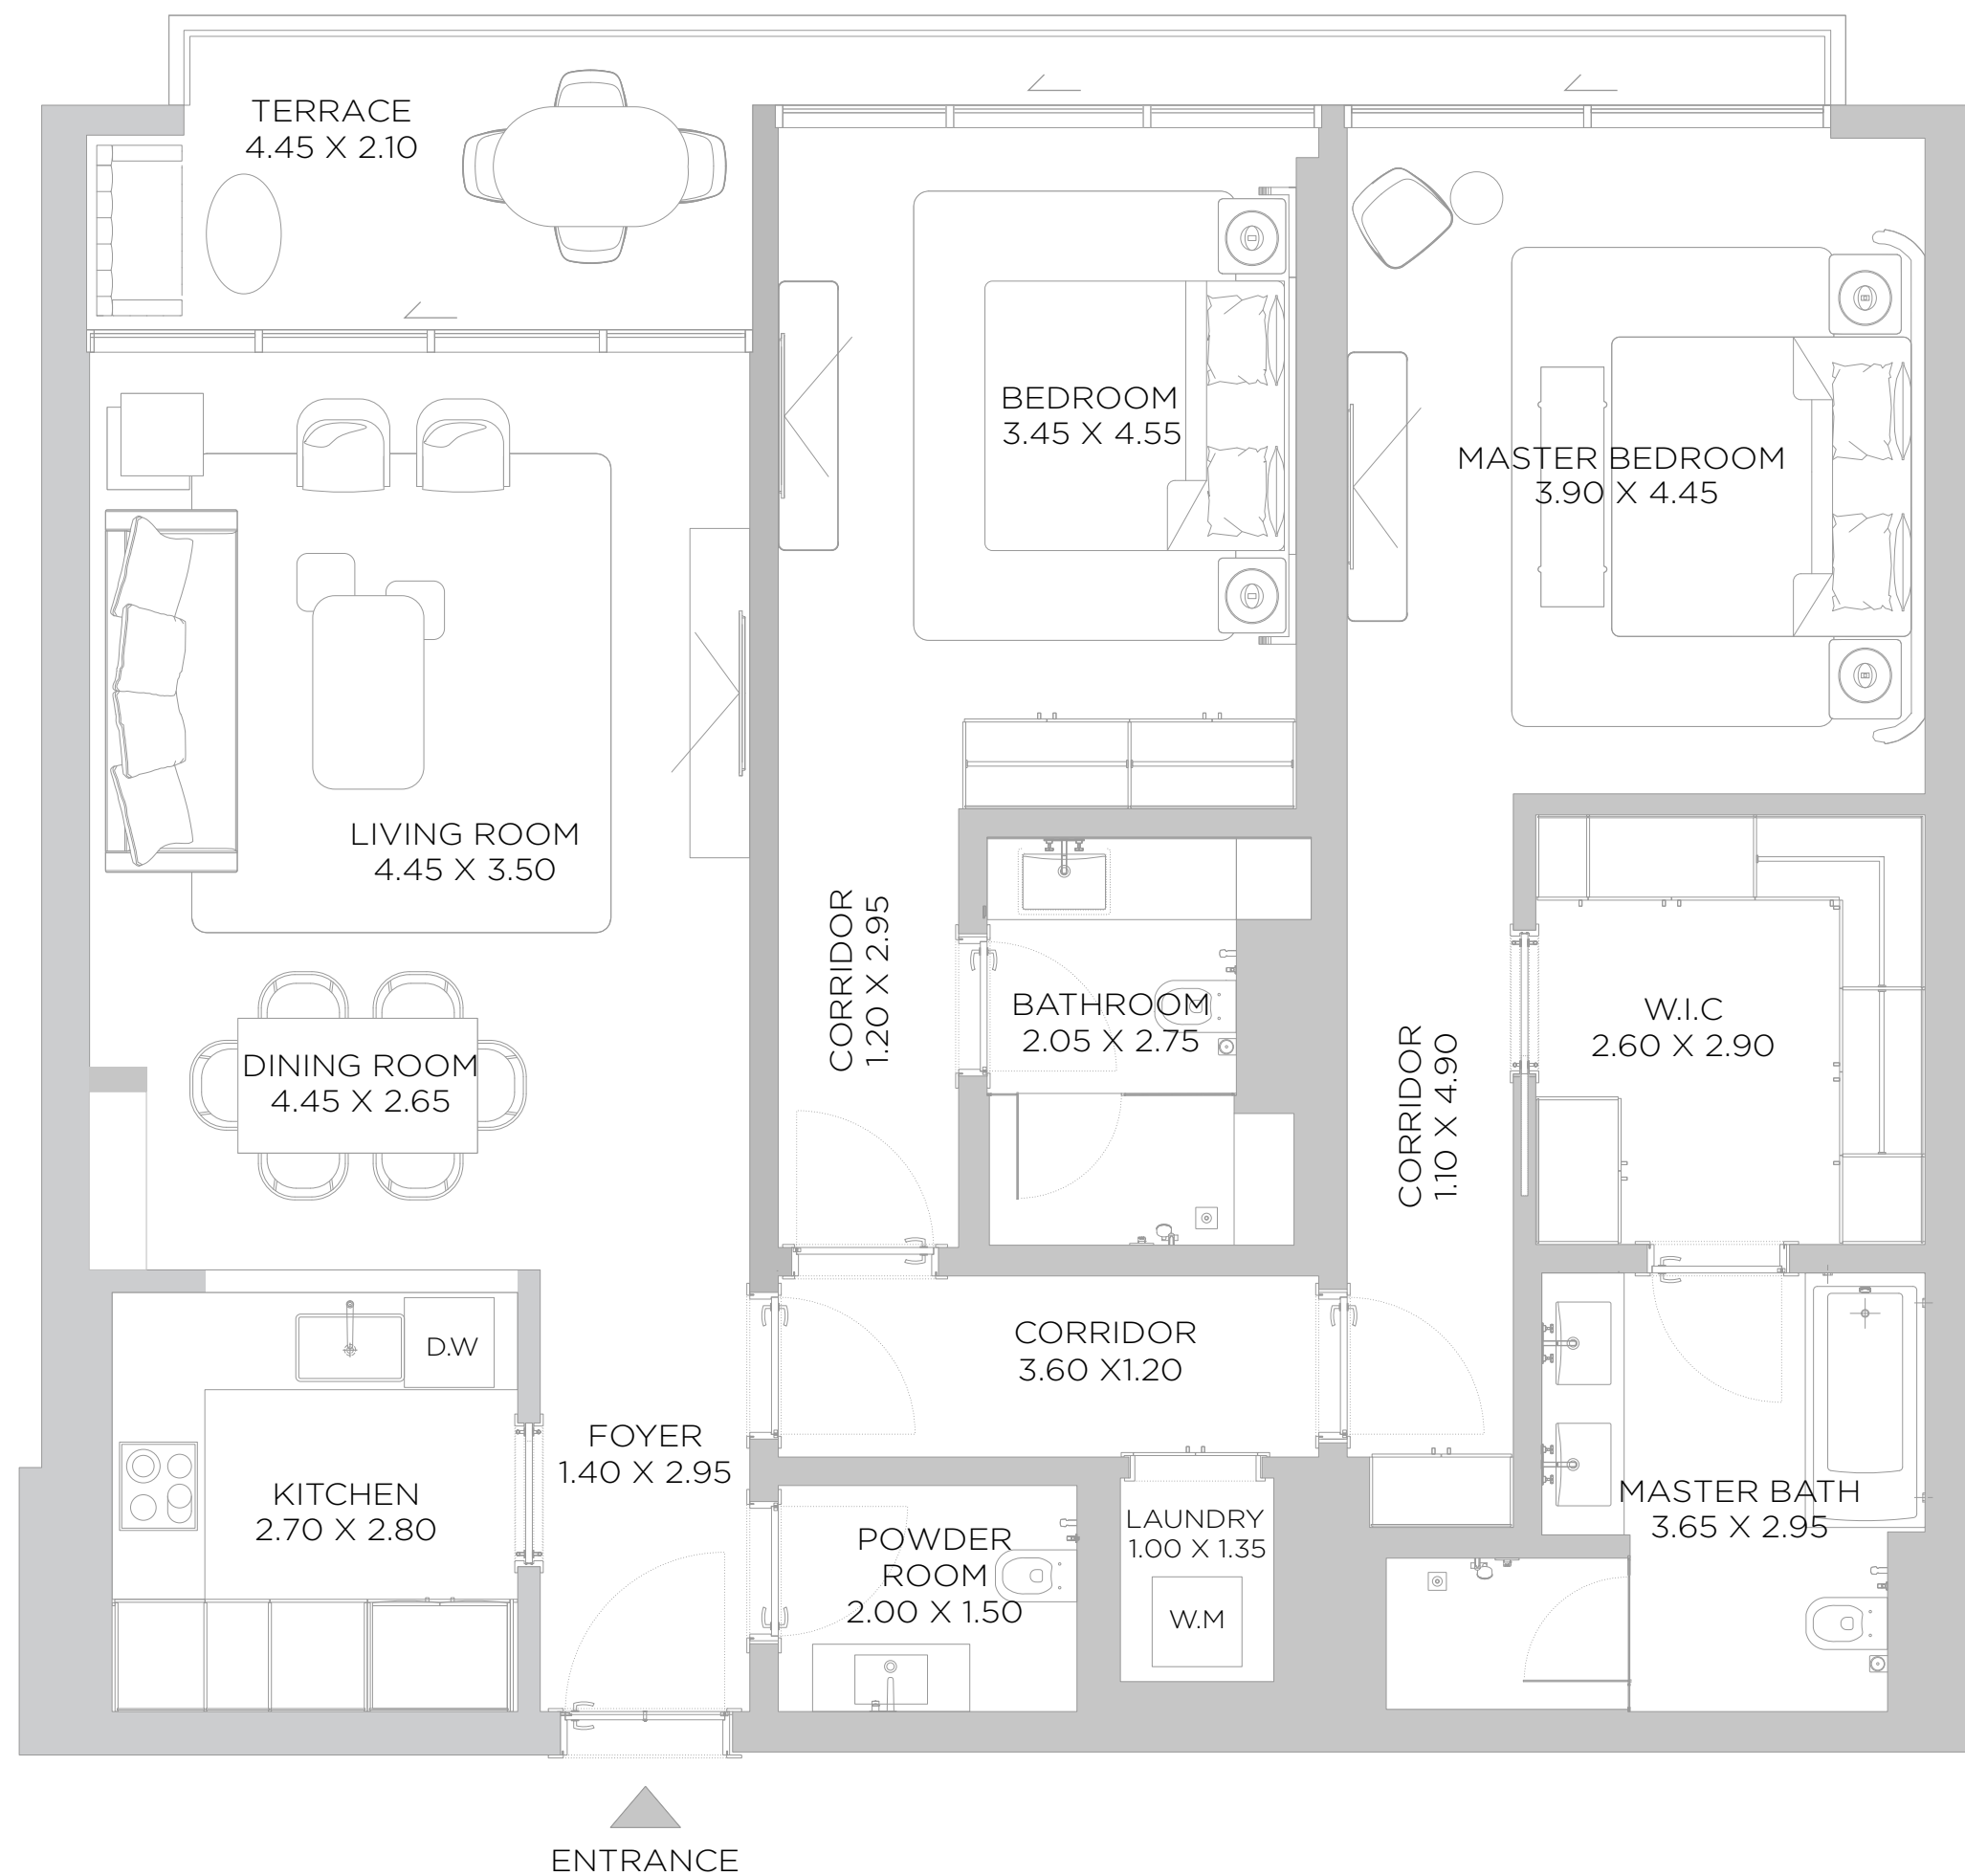 TERRACE
4.45 X 2.10
BEDROOM
3.45 X 4.55
MASTER BEDROOM
3.90 X 4.45
LIVING ROOM
4.45 X 3.50
CORRIDOR
1.20 X 2.95
BATHROOM
2.05 X 2.75
W.I.C
2.60 X 2.90
DINING ROOM
4.45 X 2.65
CORRIDOR
1.10 X 4.90
CORRIDOR
3.60 X1.20
D.W
FOYER
1.40 X 2.95
KITCHEN
2.70 X 2.80
POWDER
ROOM
2.00 X 1.50
LAUNDRY
1.00 X 1.35
W.M
MASTER BATH
3.65 X 2.95
ENTRANCE